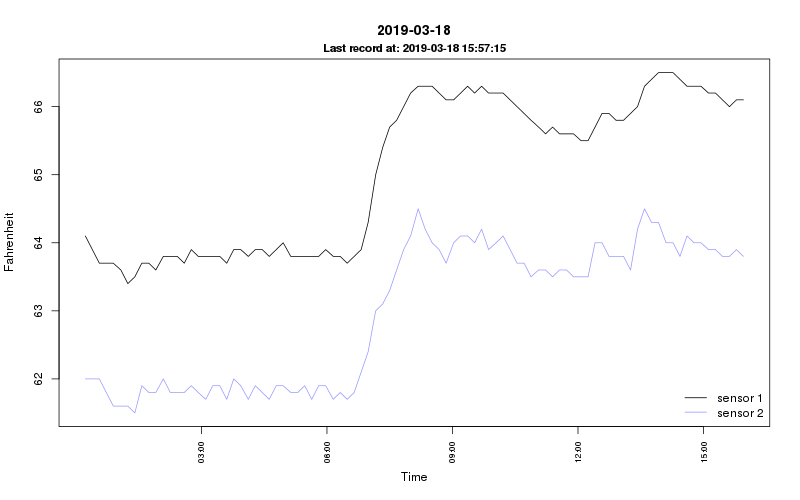 2019-03-18
Last record at: 2019-03-18 15:57:15
Fahrenheit
66
65
64
63
62
sensor 1
sensor 2
03:00
06:00
09:00
12:00
15:00
Time